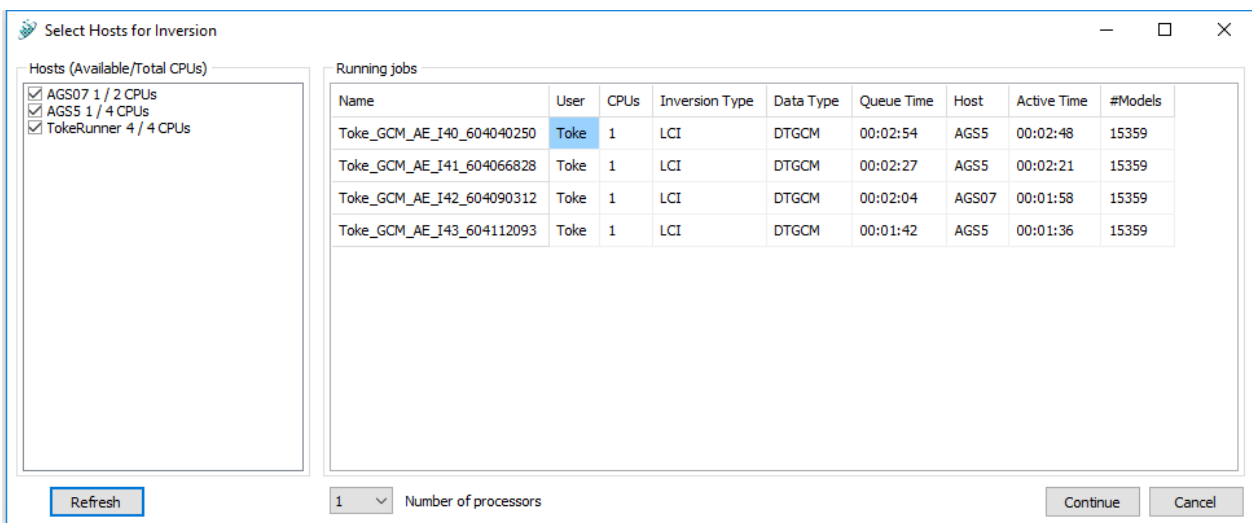 Select Hosts for Inversion
Hosts (Available/Total CPUs)
AGS07 1 / 2 CPUs
AGS5 1 / 4 CPUs
TokeRunner 4 / 4 CPUs
Running jobs
Name User CPUs Inversion Type Data Type Queue Time Host Active Time #Models
Toke_GCM_AE_I40_604040250 Toke 1 LCI DTGCM 00:02:54 AGS5 00:02:48 15359
Toke_GCM_AE_I41_604066828 Toke 1 LCI DTGCM 00:02:27 AGS5 00:02:21 15359
Toke_GCM_AE_I42_604090312 Toke 1 LCI DTGCM 00:02:04 AGS07 00:01:58 15359
Toke_GCM_AE_I43_604112093 Toke 1 LCI DTGCM 00:01:42 AGS5 00:01:36 15359
Refresh 1 Number of processors Continue Cancel